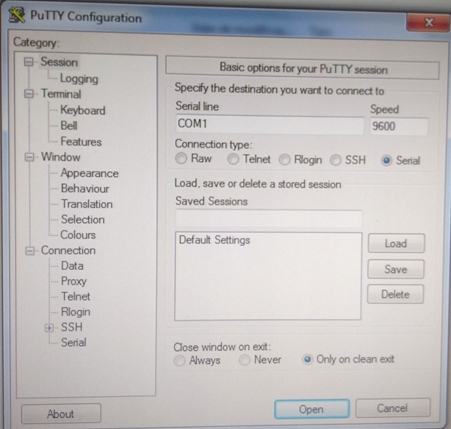 PuTTY Configuration
Category:
Session
Logging
Terminal
Keyboard
Bell
Features
Window
Appearance
Behaviour
Translation
Selection
Colours
Connection
Data
Proxy
Telnet
Rlogin
SSH
Serial
Basic options for your PuTTY session
Specify the destination you want to connect to
Serial line Speed
COM1 9600
Connection type:
Raw Telnet Rlogin SSH Serial
Load, save or delete a stored session
Saved Sessions
Default Settings
Load
Save
Delete
Close window on exit:
Always Never Only on clean exit
About Open Cancel